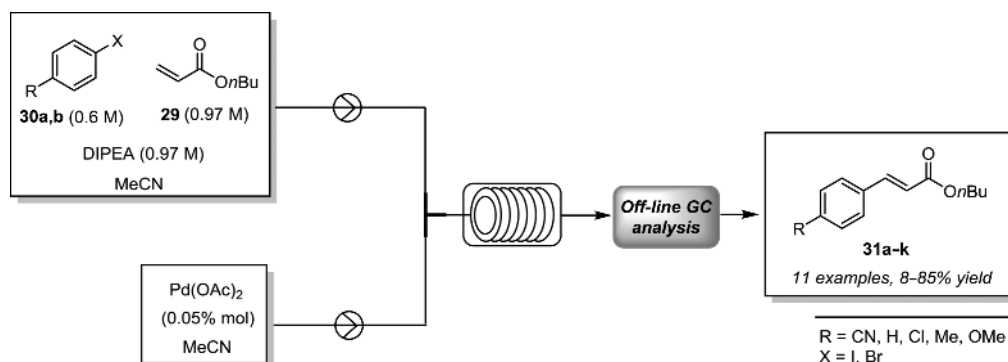 X
R
30a,b (0.6 M)
O
OnBu
29 (0.97 M)
DIPEA (0.97 M)
MeCN
Pd(OAc)2
(0.05% mol)
MeCN
Off-line GC
analysis
O
OnBu
R
31a–k
11 examples, 8–85% yield
R = CN, H, Cl, Me, OMe
X = I, Br